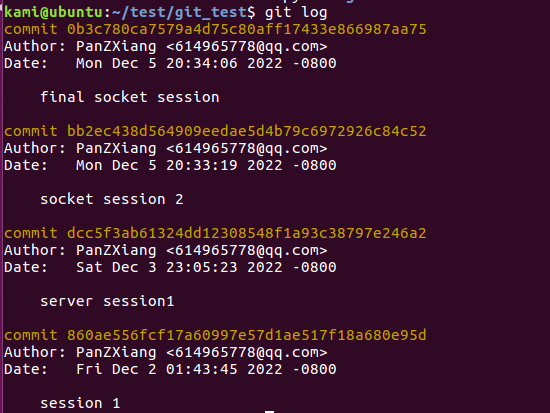 kami@ubuntu:~/test/git_test$ git log
commit 0b3c780ca7579a4d75c80aff17433e866987aa75
Author: PanZXiang <614965778@qq.com>
Date:   Mon Dec 5 20:34:06 2022 -0800
final socket session
commit bb2ec438d564909eedae5d4b79c6972926c84c52
Author: PanZXiang <614965778@qq.com>
Date:   Mon Dec 5 20:33:19 2022 -0800
socket session 2
commit dcc5f3ab61324dd12308548f1a93c38797e246a2
Author: PanZXiang <614965778@qq.com>
Date:   Sat Dec 3 23:05:23 2022 -0800
server session1
commit 860ae556fcf17a60997e57d1ae517f18a680e95d
Author: PanZXiang <614965778@qq.com>
Date:   Fri Dec 2 01:43:45 2022 -0800
session 1